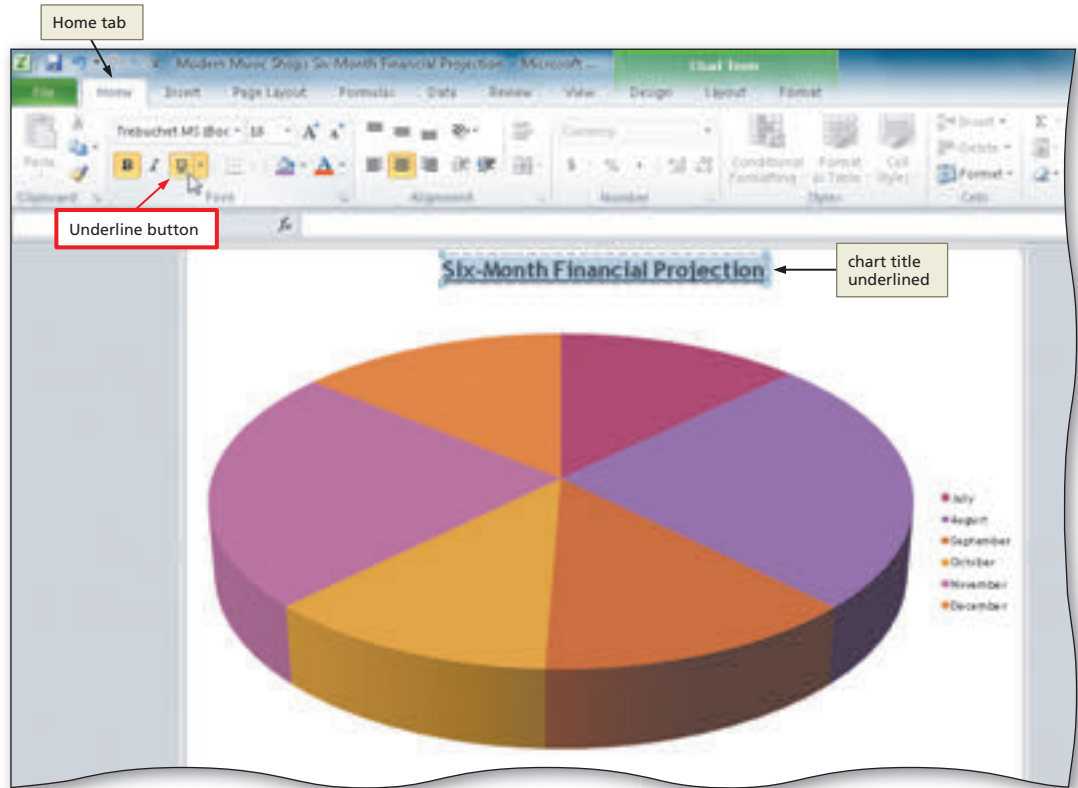 Home tab
Modern Music Shops Six-Month Financial Projection - Microsoft ...
Chart Tools
File Home Insert Page Layout Formulas Data Review View Design Layout Format
Trebuchet MS (Boc 18 A A
Currency
Insert
Delete
Format
Paste B I U A $ % , Conditional Formatting Format as Table Cell Styles
Clipboard Font Alignment Number Styles Cells
Underline button
fx
Six-Month Financial Projection
chart title
underlined
July
August
September
October
November
December